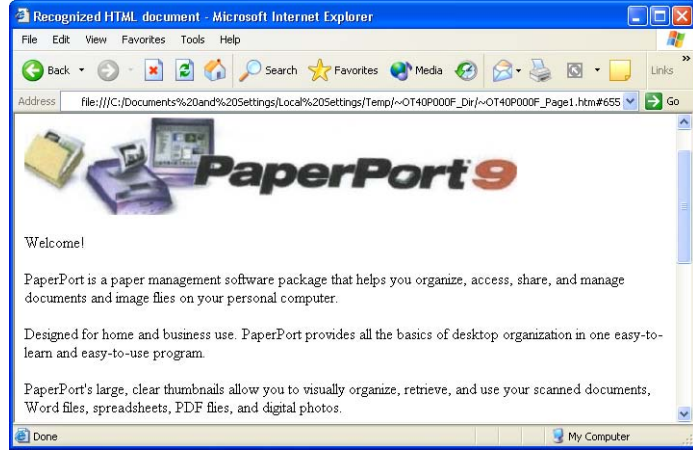 Recognized HTML document - Microsoft Internet Explorer
File Edit View Favorites Tools Help
Back Search Favorites Media Links »
Address file:///C:/Documents%20and%20Settings/Local%20Settings/Temp/~OT40P000F_Dir/~OT40P000F_Page1.htm#655 Go
PaperPort 9
Welcome!
PaperPort is a paper management software package that helps you organize, access, share, and manage
documents and image flies on your personal computer.
Designed for home and business use. PaperPort provides all the basics of desktop organization in one easy-to-
learn and easy-to-use program.
PaperPort's large, clear thumbnails allow you to visually organize, retrieve, and use your scanned documents,
Word files, spreadsheets, PDF flies, and digital photos.
Done My Computer